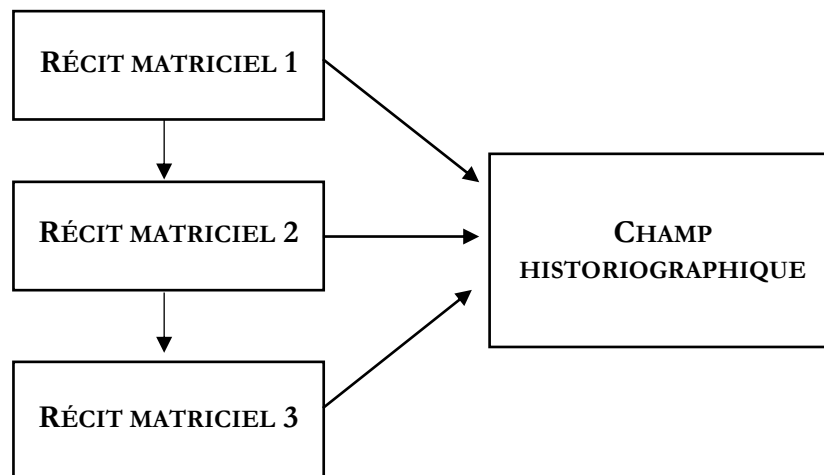 RÉCIT MATRICIEL 1
RÉCIT MATRICIEL 2
CHAMP
HISTORIOGRAPHIQUE
RÉCIT MATRICIEL 3